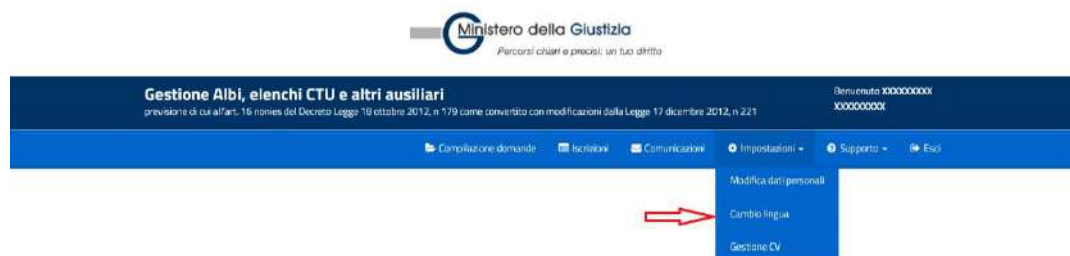 Ministero della Giustizia
Percorsi chiari e precisi: un tuo diritto
Gestione Albi, elenchi CTU e altri ausiliari
previsione di cui all'art. 16 nonies del Decreto Legge 18 ottobre 2012, n 179 come convertito con modificazioni dalla Legge 17 dicembre 2012, n 221
Benvenuto XXXXXXXXX
XXXXXXXXX
Compilazione domande Iscrizioni Comunicazioni Impostazioni Supporto Esci
Modifica dati personali
Cambio lingua
Gestione CV